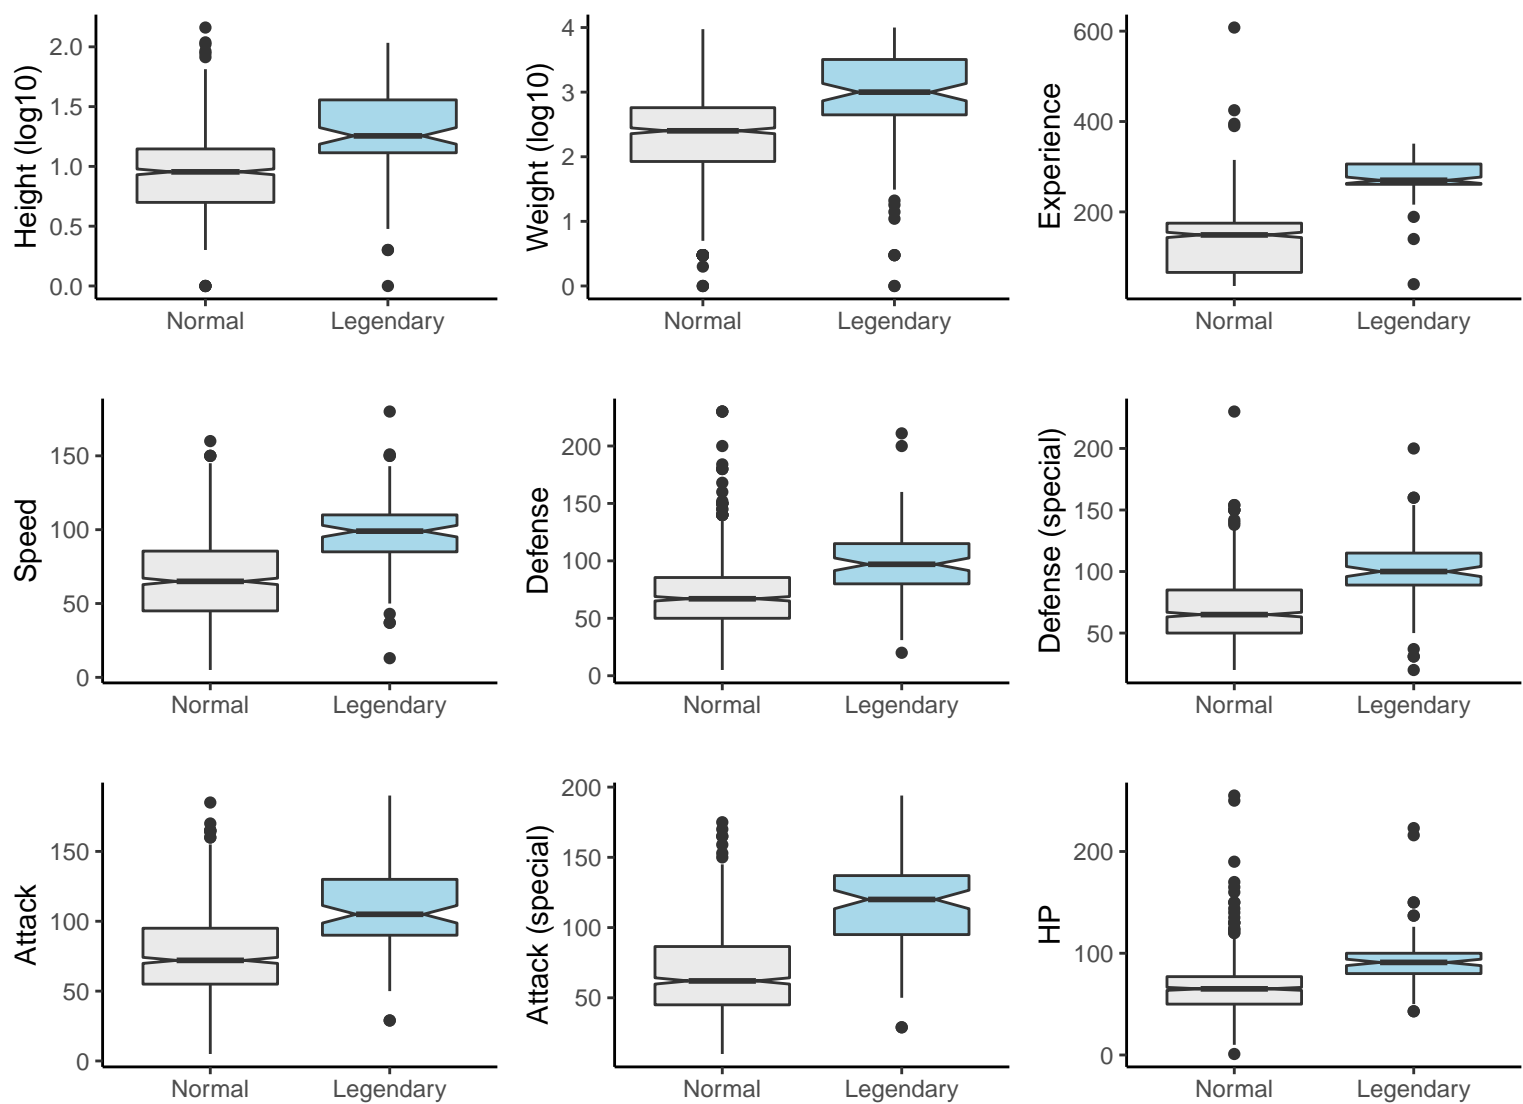 Height (log10)
2.0
1.5
1.0
0.5
0.0
Normal Legendary
Weight (log10)
4
3
2
1
0
Normal Legendary
Experience
600
400
200
Normal Legendary
Speed
150
100
50
0
Normal Legendary
Defense
200
150
100
50
0
Normal Legendary
Defense (special)
200
150
100
50
Normal Legendary
Attack
150
100
50
0
Normal Legendary
Attack (special)
200
150
100
50
Normal Legendary
HP
200
100
0
Normal Legendary